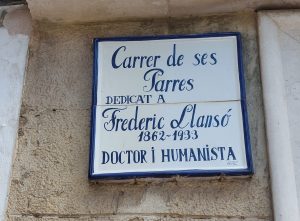 Carrer de ses
Parres
DEDICAT A
Frederic Llansó
1862-1933
DOCTOR I HUMANISTA